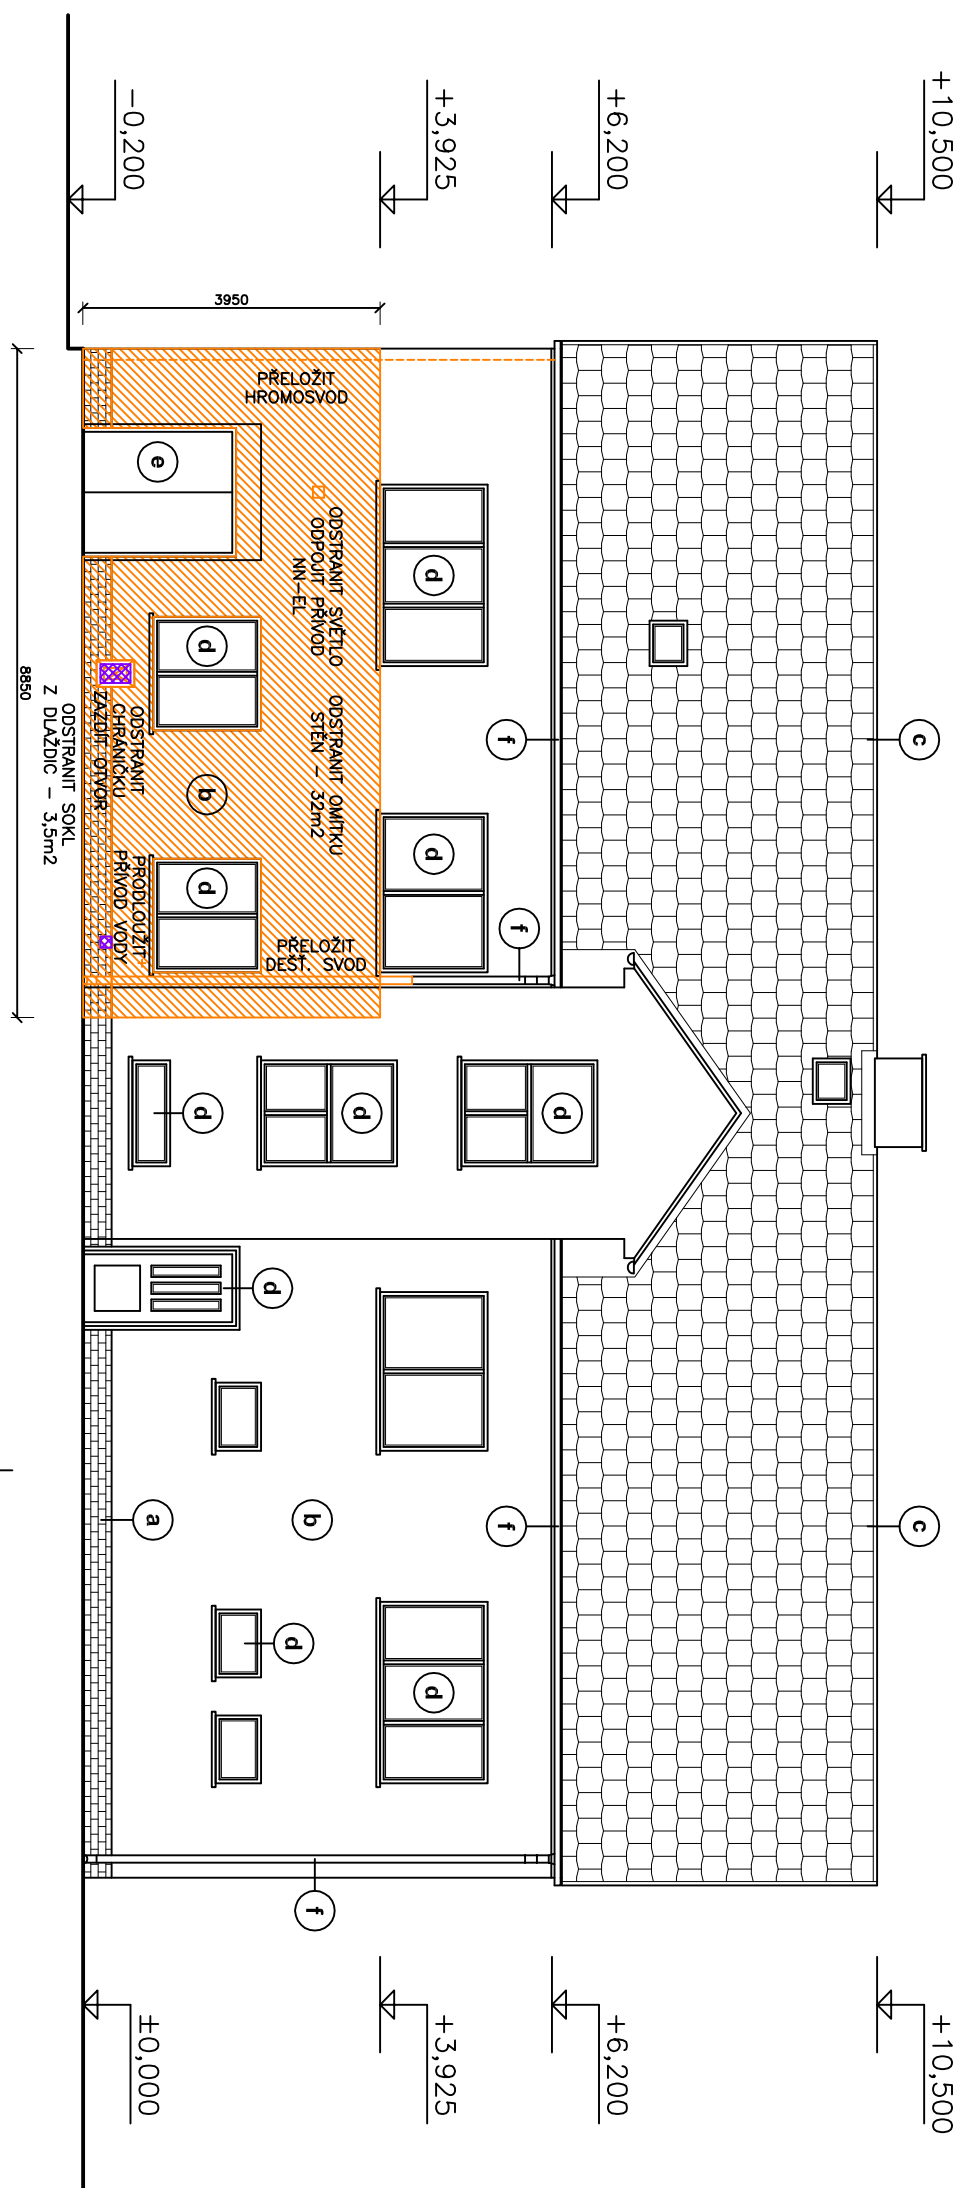 +10,500
+6,200
+3,925
-0,200
+10,500
+6,200
+3,925
±0,000
c
c
f
f
f
f
d
d
d
d
d
d
d
d
d
d
b
b
a
e
3950
8850
PŘELOŽIT
HROMOSVOD
ODSTRANIT SVĚTLO
ODPOJIT PŘÍVOD
NN-EL
ODSTRANIT OMÍTKU
STĚN - 32m2
PŘELOŽIT
DEŠŤ. SVOD
ODSTRANIT
CHRÁNIČKU
ZAZDÍT OTVOR
PRODLOUŽIT
PŘÍVOD VODY
ODSTRANIT SOKL
Z DLAŽDIC - 3,5m2